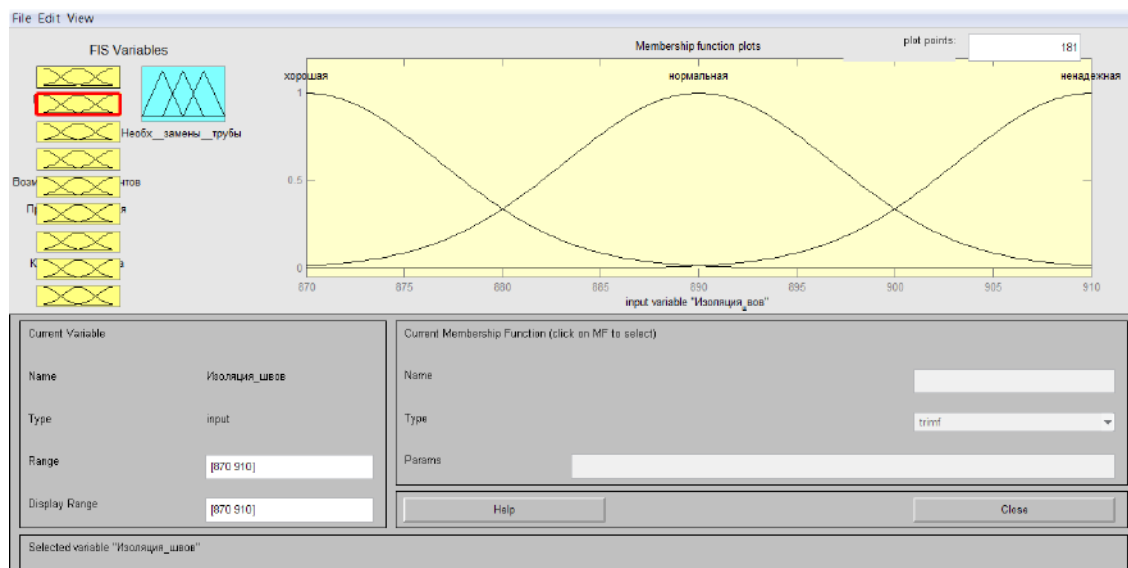 File Edit View
FIS Variables
Membership function plots
plot points:
181
хорошая
нормальная
ненадежная
1
0.5
0
Необх__замены__трубы
870
875
880
885
890
895
900
905
910
input variable "Изоляция_вов"
Current Variable
Name
Изоляция_швов
Type
input
Range
[870 910]
Display Range
[870 910]
Current Membership Function (click on MF to select)
Name
Type
trimf
Params
Help
Close
Selected variable "Изоляция_швов"